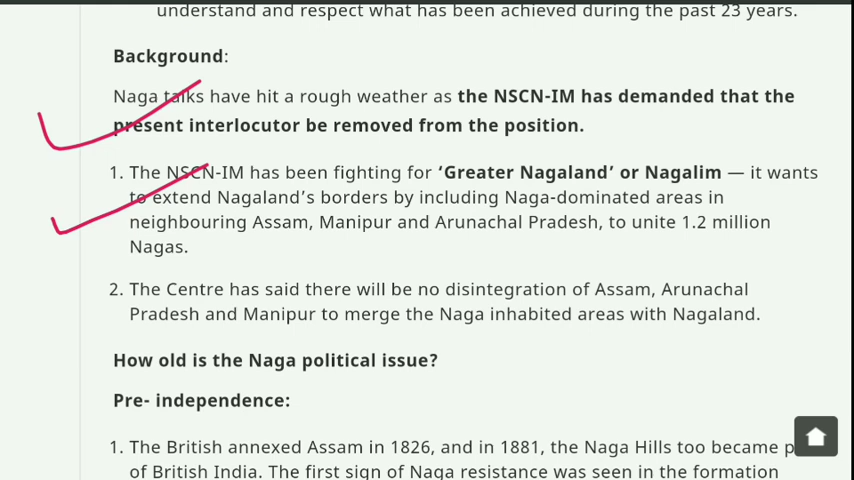 understand and respect what has been achieved during the past 23 years.
Background:
Naga talks have hit a rough weather as the NSCN-IM has demanded that the
present interlocutor be removed from the position.
1. The NSCN-IM has been fighting for ‘Greater Nagaland’ or Nagalim — it wants
to extend Nagaland’s borders by including Naga-dominated areas in
neighbouring Assam, Manipur and Arunachal Pradesh, to unite 1.2 million
Nagas.
2. The Centre has said there will be no disintegration of Assam, Arunachal
Pradesh and Manipur to merge the Naga inhabited areas with Nagaland.
How old is the Naga political issue?
Pre- independence:
1. The British annexed Assam in 1826, and in 1881, the Naga Hills too became
of British India. The first sign of Naga resistance was seen in the formation